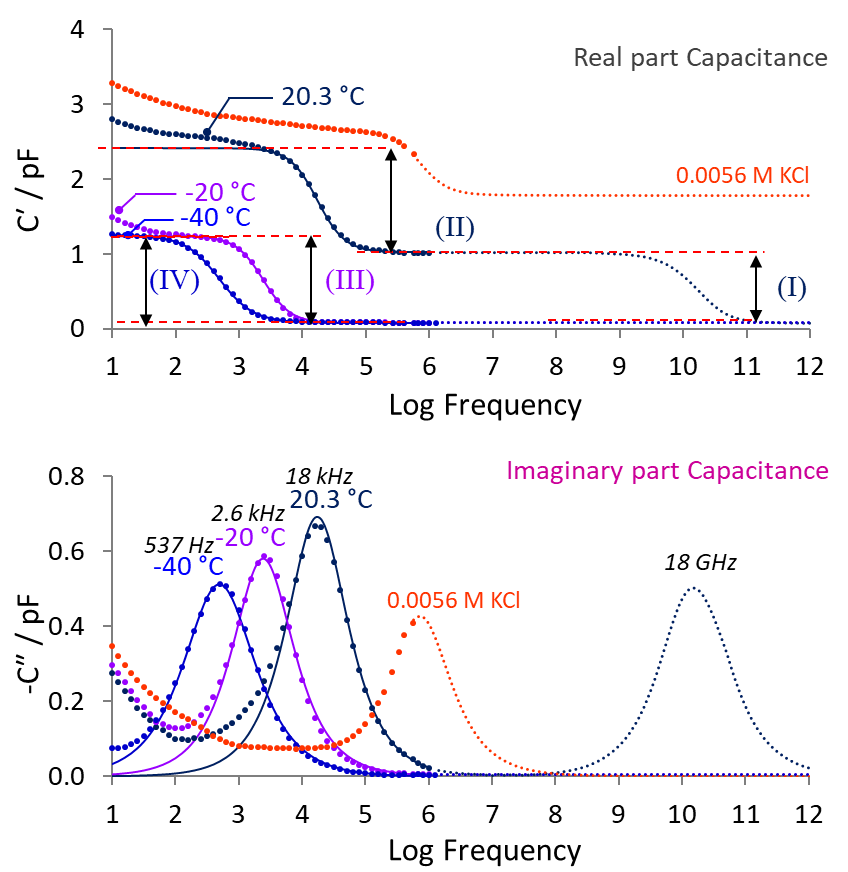 4
3
2
1
0
C’ / pF
Real part Capacitance
20.3 °C
-20 °C
-40 °C
0.0056 M KCl
(II)
(IV)
(III)
(I)
1 2 3 4 5 6 7 8 9 10 11 12
Log Frequency
0.8
0.6
0.4
0.2
0.0
-C” / pF
Imaginary part Capacitance
18 kHz
20.3 °C
2.6 kHz
-20 °C
537 Hz
-40 °C
18 GHz
0.0056 M KCl
1 2 3 4 5 6 7 8 9 10 11 12
Log Frequency